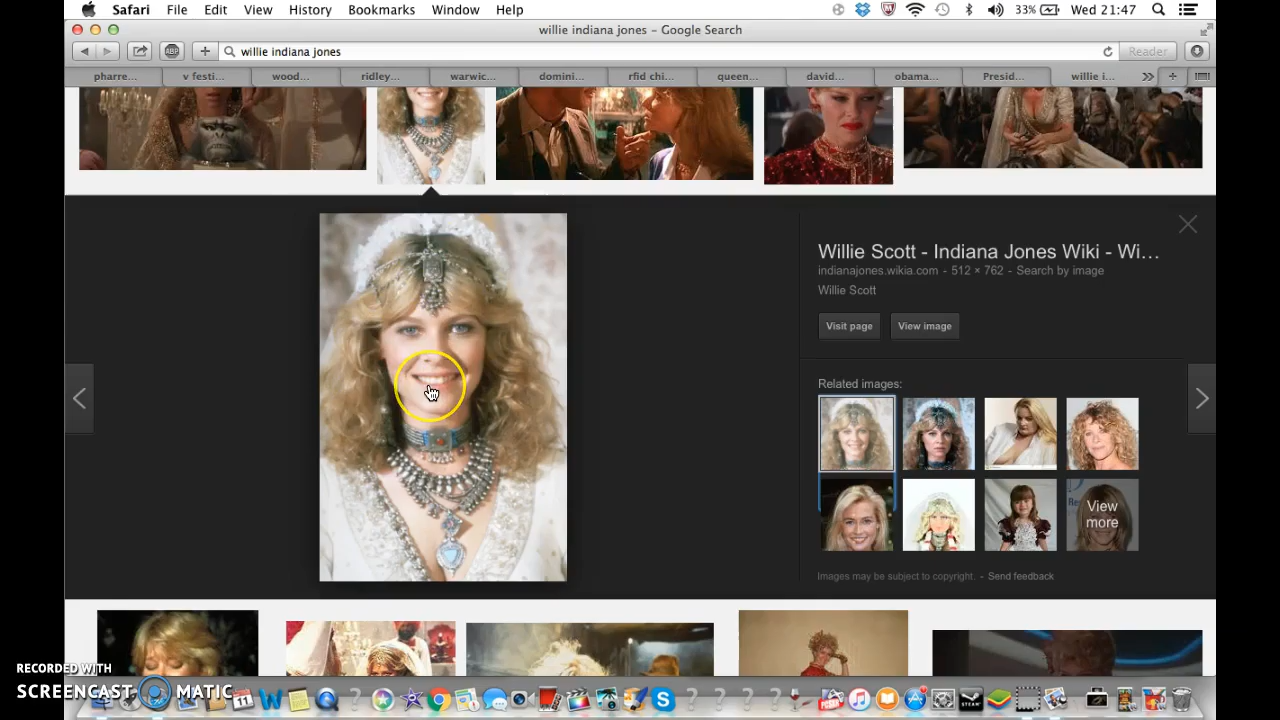 Safari File Edit View History Bookmarks Window Help 33% Wed 21:47
willie indiana jones – Google Search
ABP + willie indiana jones Reader
pharre... v festi... wood... ridley... warwic... domini... rfid chi... queen... david... obama... Presid... willie i... >> +
Willie Scott - Indiana Jones Wiki - Wi...
indianajones.wikia.com - 512 × 762 - Search by image
Willie Scott
Visit page View image
Related images:
View more
Images may be subject to copyright. - Send feedback
RECORDED WITH
SCREENCAST MATIC